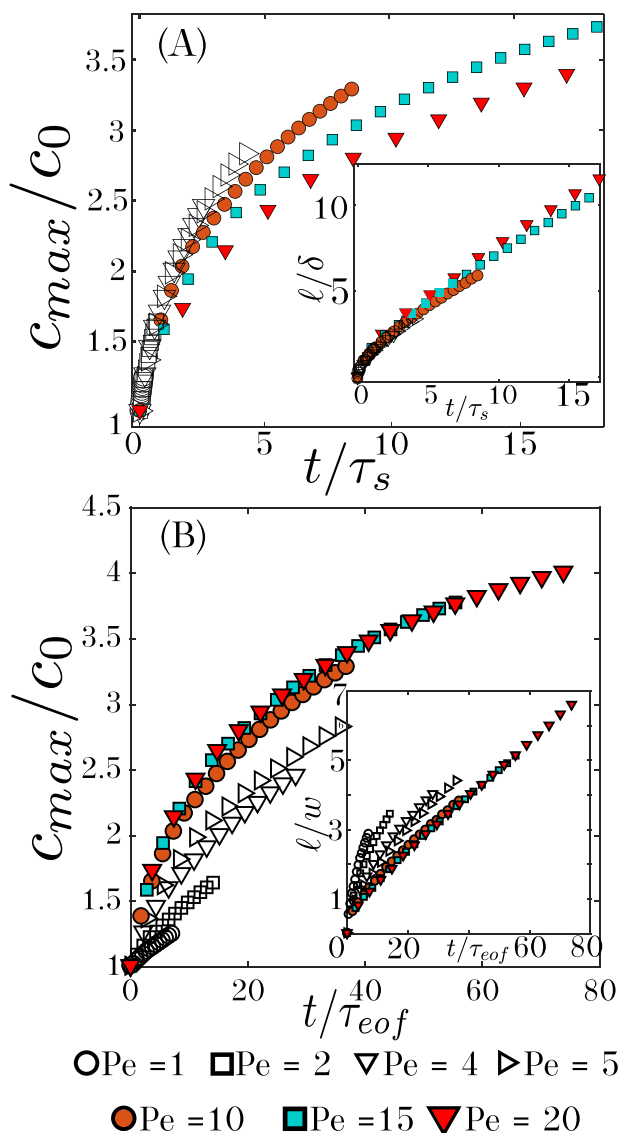 (A)
3.5
3
2.5
2
1.5
1
c_max/c_0
0 5 10 15
t/τ_s
10
5
ℓ/δ
5 10 15
t/τ_s
(B)
4.5
4
3.5
3
2.5
2
1.5
1
c_max/c_0
0 20 40 60 80
t/τ_eof
7
5
3
1
ℓ/w
0 20 60 80
t/τ_eof
Pe =1 Pe = 2 Pe = 4 Pe = 5
Pe =10 Pe = 15 Pe = 20